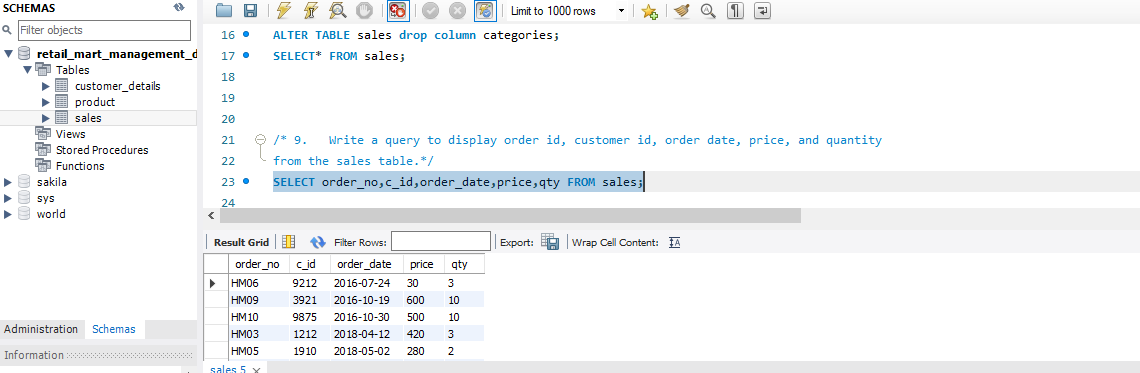 SCHEMAS
Filter objects
retail_mart_management_d
Tables
customer_details
product
sales
Views
Stored Procedures
Functions
sakila
sys
world
Administration Schemas
Information
Limit to 1000 rows
16 ALTER TABLE sales drop column categories;
17 SELECT* FROM sales;
18
19
20
21 /* 9. Write a query to display order id, customer id, order date, price, and quantity
22 from the sales table.*/
23 SELECT order_no,c_id,order_date,price,qty FROM sales;
24
Result Grid Filter Rows: Export: Wrap Cell Content:
order_no c_id order_date price qty
HM06 9212 2016-07-24 30 3
HM09 3921 2016-10-19 600 10
HM10 9875 2016-10-30 500 10
HM03 1212 2018-04-12 420 3
HM05 1910 2018-05-02 280 2
sales 5